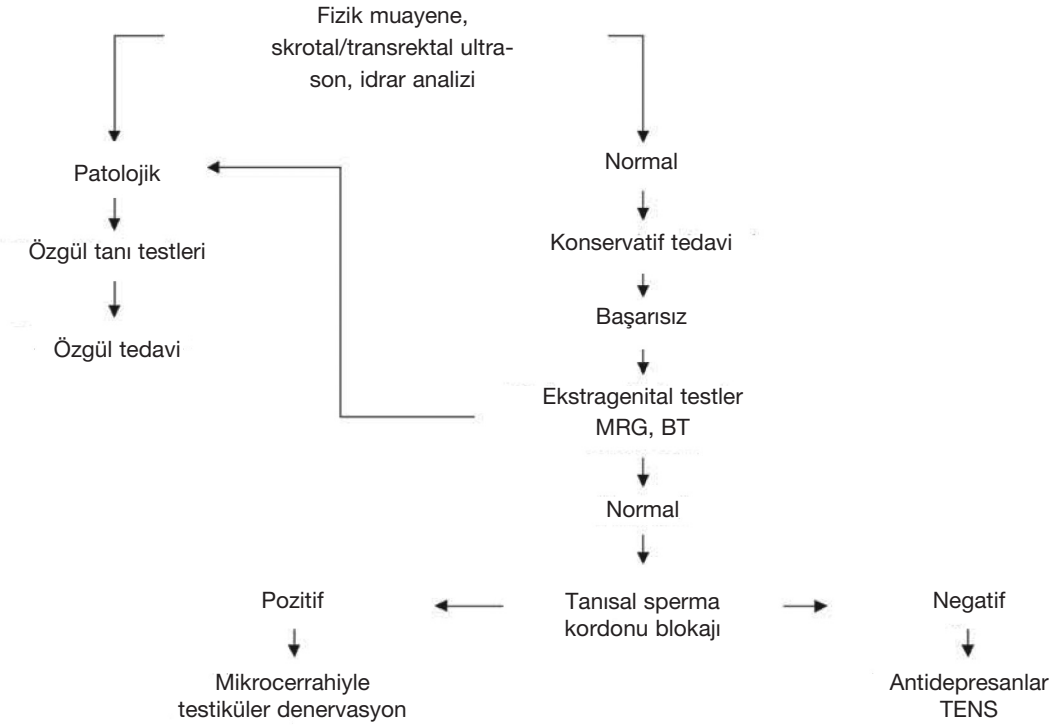 Fizik muayene,
skrotal/transrektal ultra-
son, idrar analizi
Patolojik
Normal
Özgül tanı testleri
Konservatif tedavi
Özgül tedavi
Başarısız
Ekstragenital testler
MRG, BT
Normal
Pozitif
Tanısal sperma
kordonu blokajı
Negatif
Mikrocerrahiyle
testiküler denervasyon
Antidepresanlar
TENS